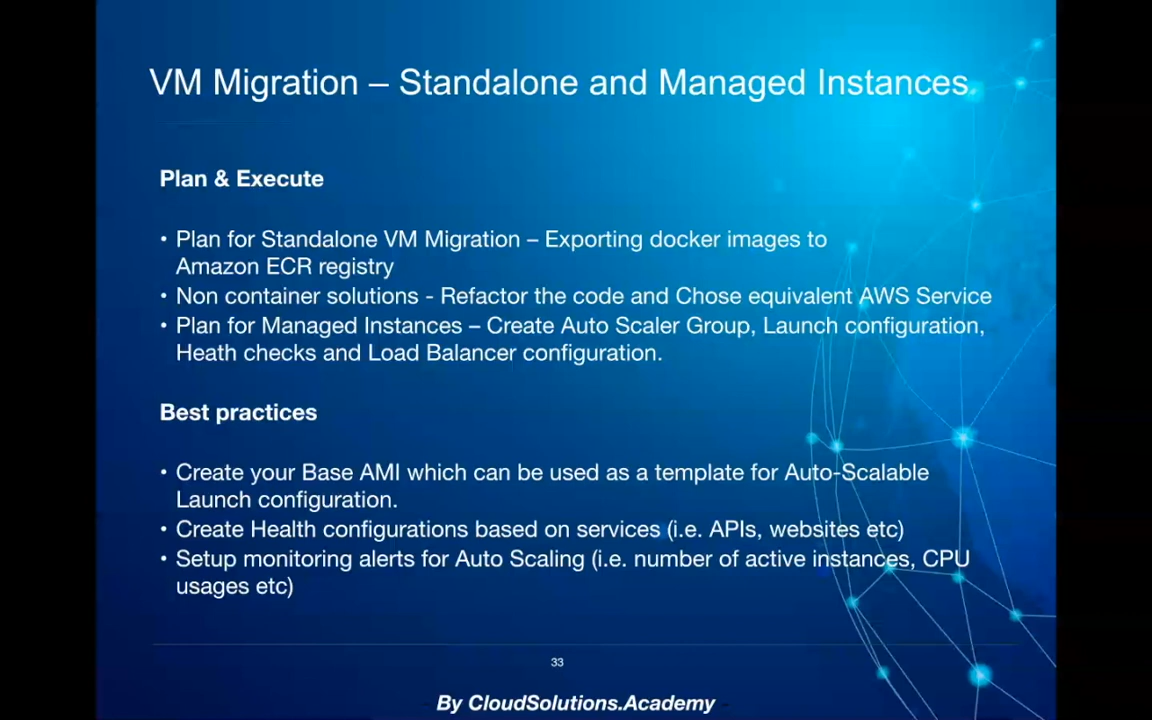 VM Migration – Standalone and Managed Instances.
Plan & Execute
• Plan for Standalone VM Migration – Exporting docker images to
Amazon ECR registry
• Non container solutions - Refactor the code and Chose equivalent AWS Service
• Plan for Managed Instances – Create Auto Scaler Group, Launch configuration,
Heath checks and Load Balancer configuration.
Best practices
• Create your Base AMI which can be used as a template for Auto-Scalable
Launch configuration.
• Create Health configurations based on services (i.e. APIs, websites etc)
• Setup monitoring alerts for Auto Scaling (i.e. number of active instances, CPU
usages etc)
33
By CloudSolutions.Academy